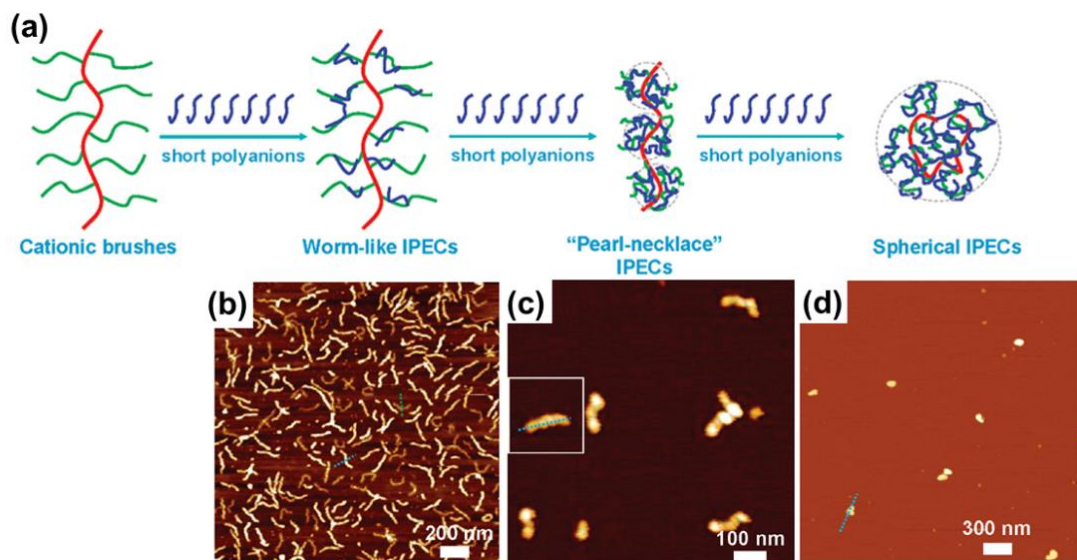 (a)
short polyanions
short polyanions
short polyanions
Cationic brushes
Worm-like IPECs
“Pearl-necklace”
IPECs
Spherical IPECs
(b)
(c)
(d)
200 nm
100 nm
300 nm